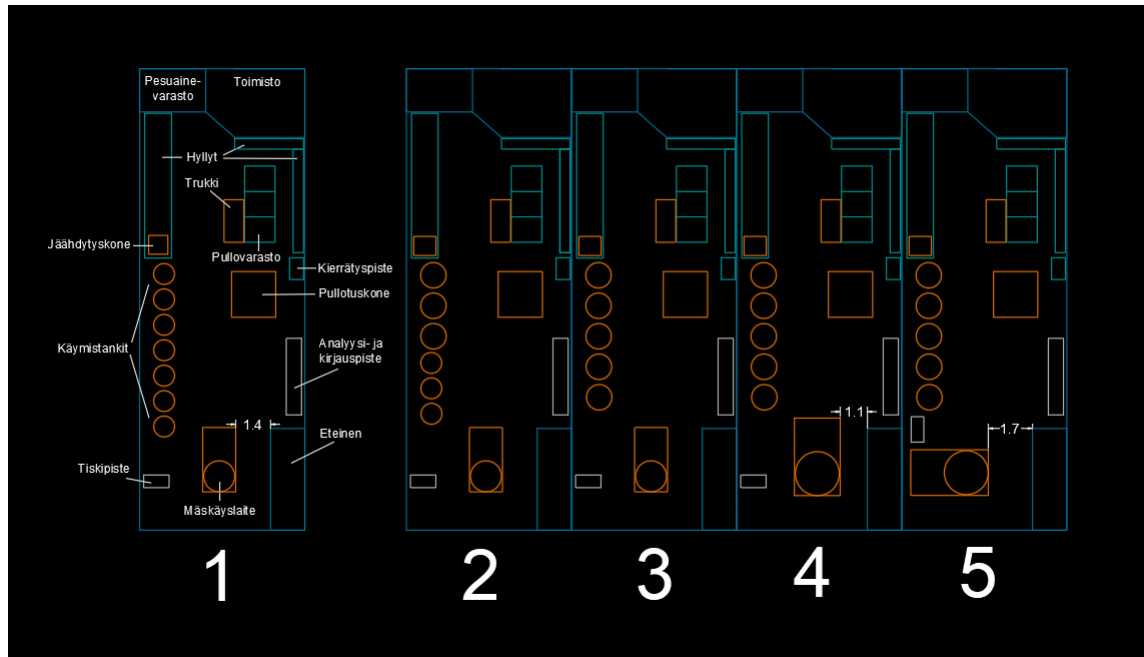 Pesuaine-
varasto
Toimisto
Hyllyt
Trukki
Jäähdytyskone
Pullovarasto
Kierrätyspiste
Pullotuskone
Käymistankit
Analyysi- ja
kirjauspiste
1.4
Eteinen
Tiskipiste
Mäskäyslaite
1.1
1.7
1
2
3
4
5